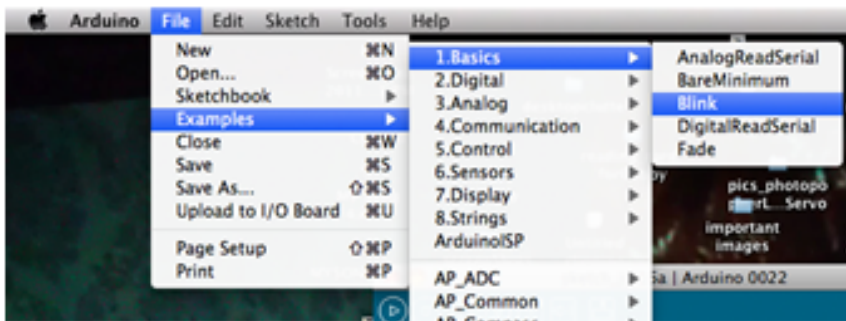 Arduino File Edit Sketch Tools Help
New ⌘N
Open... ⌘O
Sketchbook
Examples
Close ⌘W
Save ⌘S
Save As... ⇧⌘S
Upload to I/O Board ⌘U
Page Setup ⇧⌘P
Print ⌘P
1.Basics
2.Digital
3.Analog
4.Communication
5.Control
6.Sensors
7.Display
8.Strings
ArduinoISP
AP_ADC
AP_Common
AnalogReadSerial
BareMinimum
Blink
DigitalReadSerial
Fade
pics_photopo
Servo
important
images
| Arduino 0022